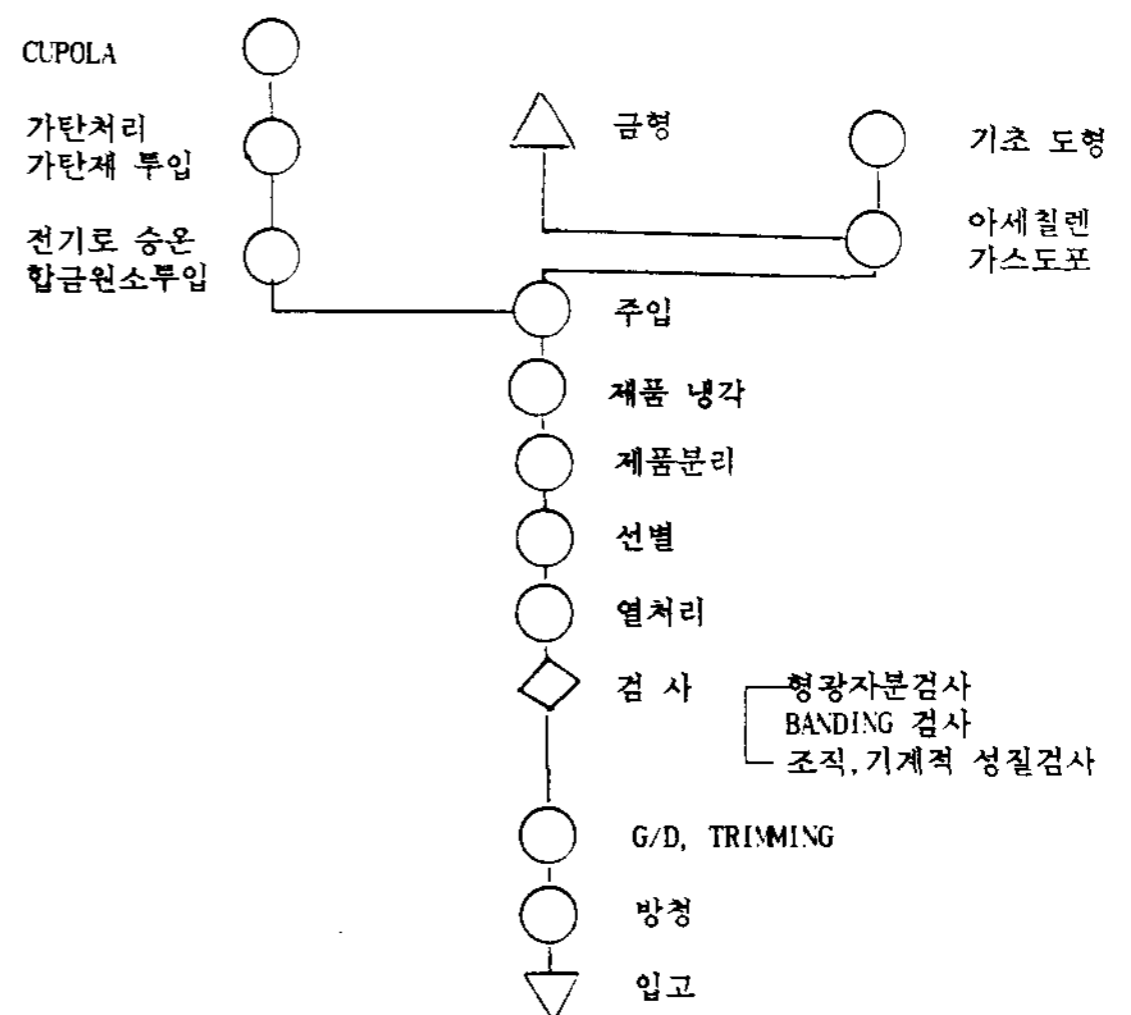 CUPOLA
가탄처리
가탄재 투입
전기로 승온
합금원소투입
금형
기초 도형
아세칠렌
가스도포
주입
제품 냉각
제품분리
선별
열처리
검 사
형광자분검사
BANDING 검사
조직,기계적 성질검사
G/D, TRIMMING
방청
입고